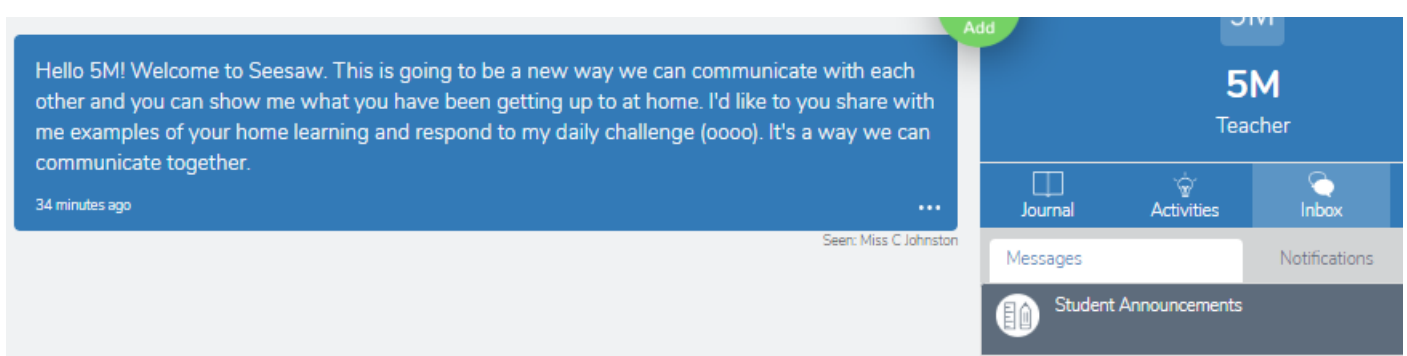 Hello 5M! Welcome to Seesaw. This is going to be a new way we can communicate with each
other and you can show me what you have been getting up to at home. I'd like to you share with
me examples of your home learning and respond to my daily challenge (oooo). It's a way we can
communicate together.
34 minutes ago
Seen: Miss C Johnston
Add
5M
5M
Teacher
Journal Activities Inbox
Messages Notifications
Student Announcements